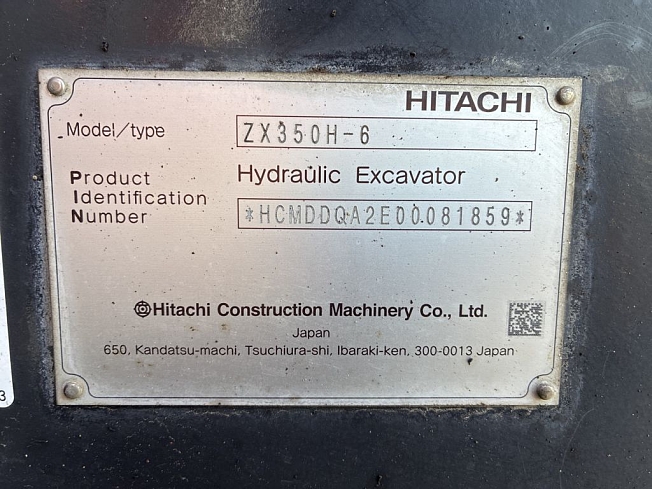 HITACHI
Model/type ZX350H-6
Product Hydraulic Excavator
Identification
Number *HCMDDQA2E00081859*
Hitachi Construction Machinery Co., Ltd.
Japan
650, Kandatsu-machi, Tsuchiura-shi, Ibaraki-ken, 300-0013 Japan
3